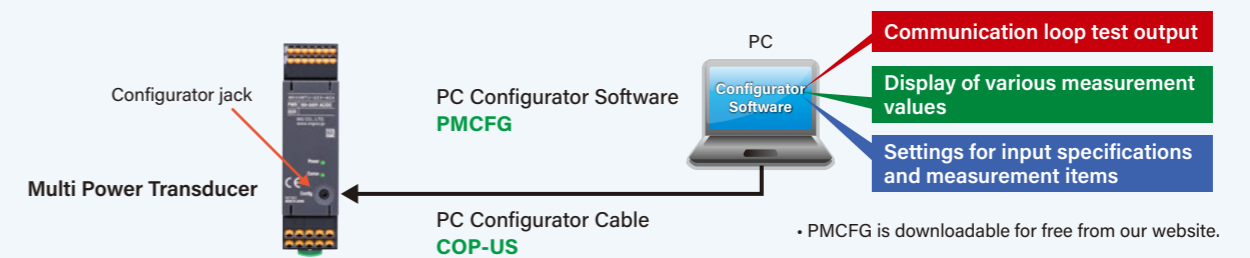 Configurator jack
Multi Power Transducer
Power
Config
PC Configurator Software
PMCFG
PC Configurator Cable
COP-US
PC
Configurator
Software
Communication loop test output
Display of various measurement
values
Settings for input specifications
and measurement items
• PMCFG is downloadable for free from our website.